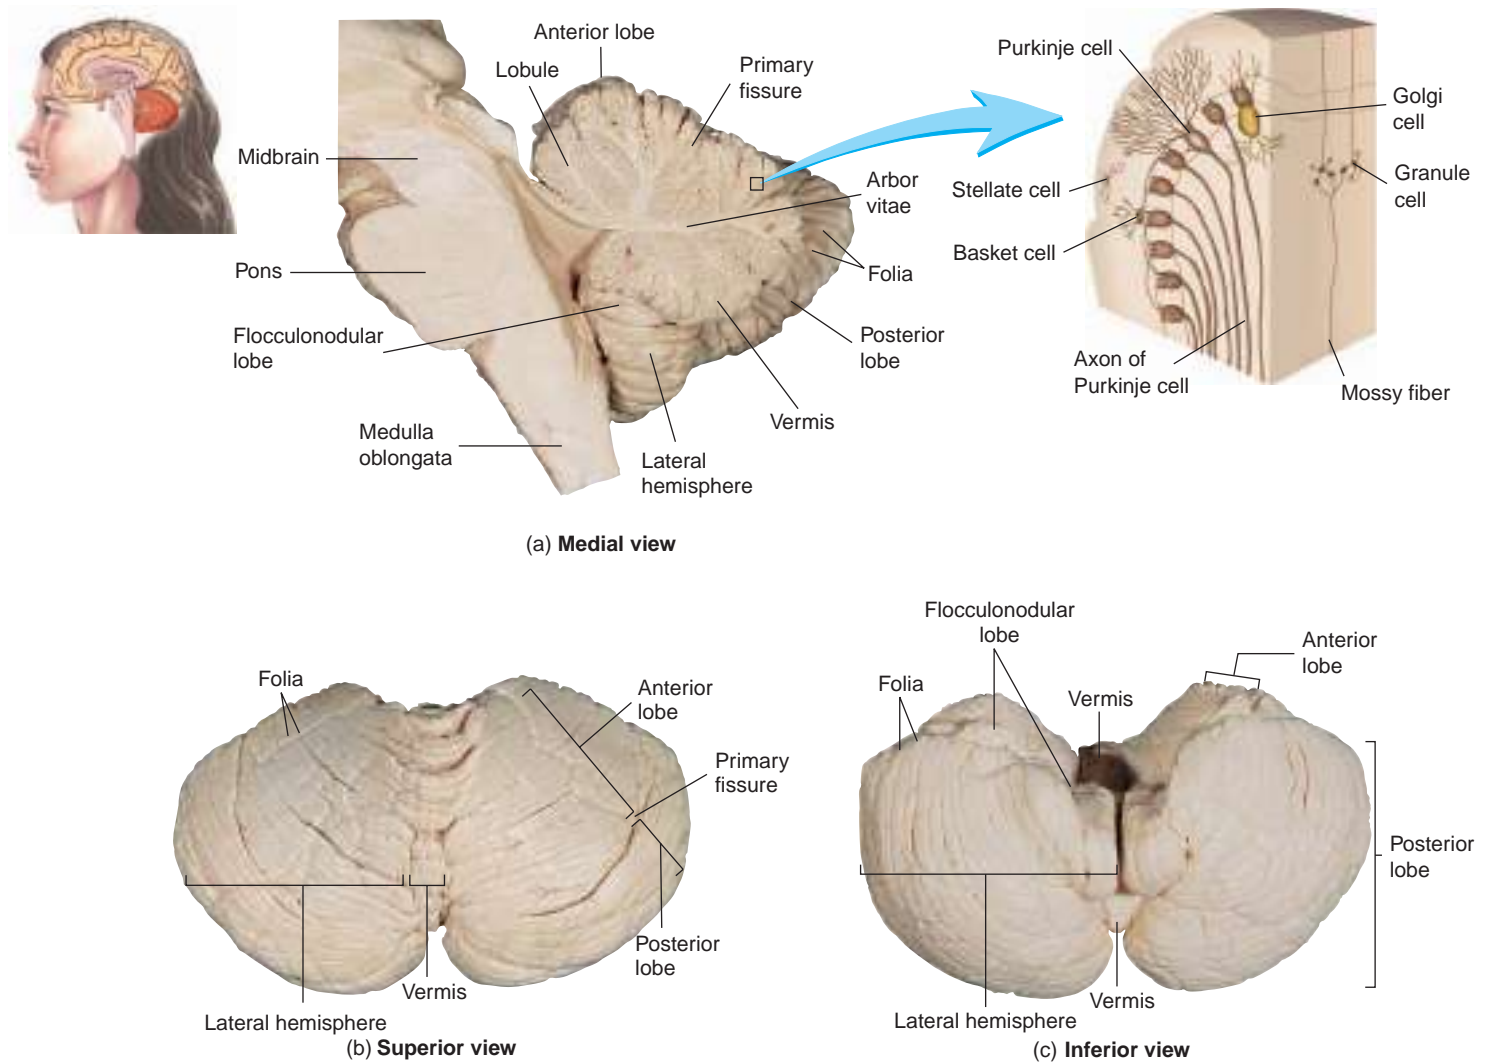 Anterior lobe
Lobule
Primary
fissure
Midbrain
Arbor
vitae
Pons
Folia
Flocculonodular
lobe
Posterior
lobe
Vermis
Medulla
oblongata
Lateral
hemisphere
Purkinje cell
Golgi
cell
Stellate cell
Granule
cell
Basket cell
Axon of
Purkinje cell
Mossy fiber
(a) Medial view
Folia
Anterior
lobe
Primary
fissure
Posterior
lobe
Vermis
Lateral hemisphere
(b) Superior view
Flocculonodular
lobe
Anterior
lobe
Folia
Vermis
Posterior
lobe
Vermis
Lateral hemisphere
(c) Inferior view